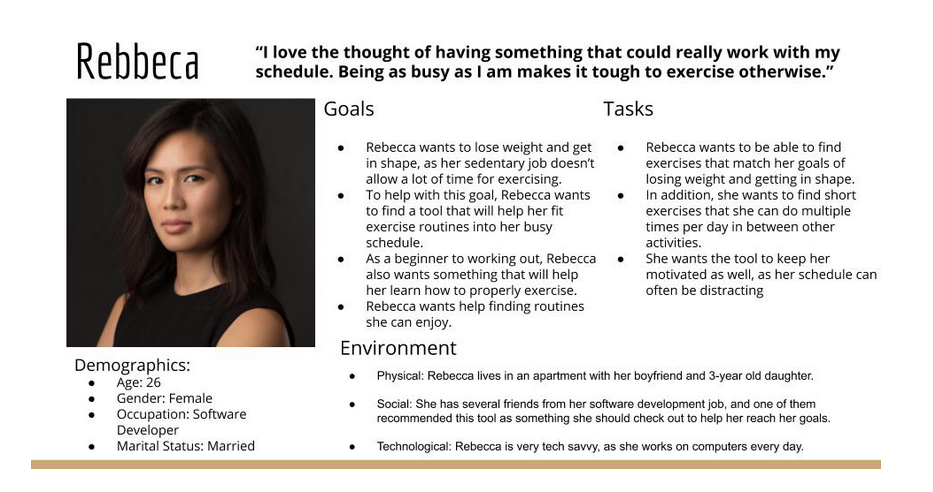 Rebbeca
“I love the thought of having something that could really work with my
schedule. Being as busy as I am makes it tough to exercise otherwise.”
Goals
● Rebecca wants to lose weight and get
in shape, as her sedentary job doesn’t
allow a lot of time for exercising.
● To help with this goal, Rebecca wants
to find a tool that will help her fit
exercise routines into her busy
schedule.
● As a beginner to working out, Rebecca
also wants something that will help
her learn how to properly exercise.
● Rebecca wants help finding routines
she can enjoy.
Tasks
● Rebecca wants to be able to find
exercises that match her goals of
losing weight and getting in shape.
● In addition, she wants to find short
exercises that she can do multiple
times per day in between other
activities.
● She wants the tool to keep her
motivated as well, as her schedule can
often be distracting
Demographics:
● Age: 26
● Gender: Female
● Occupation: Software
Developer
● Marital Status: Married
Environment
● Physical: Rebecca lives in an apartment with her boyfriend and 3-year old daughter.
● Social: She has several friends from her software development job, and one of them
recommended this tool as something she should check out to help her reach her goals.
● Technological: Rebecca is very tech savvy, as she works on computers every day.